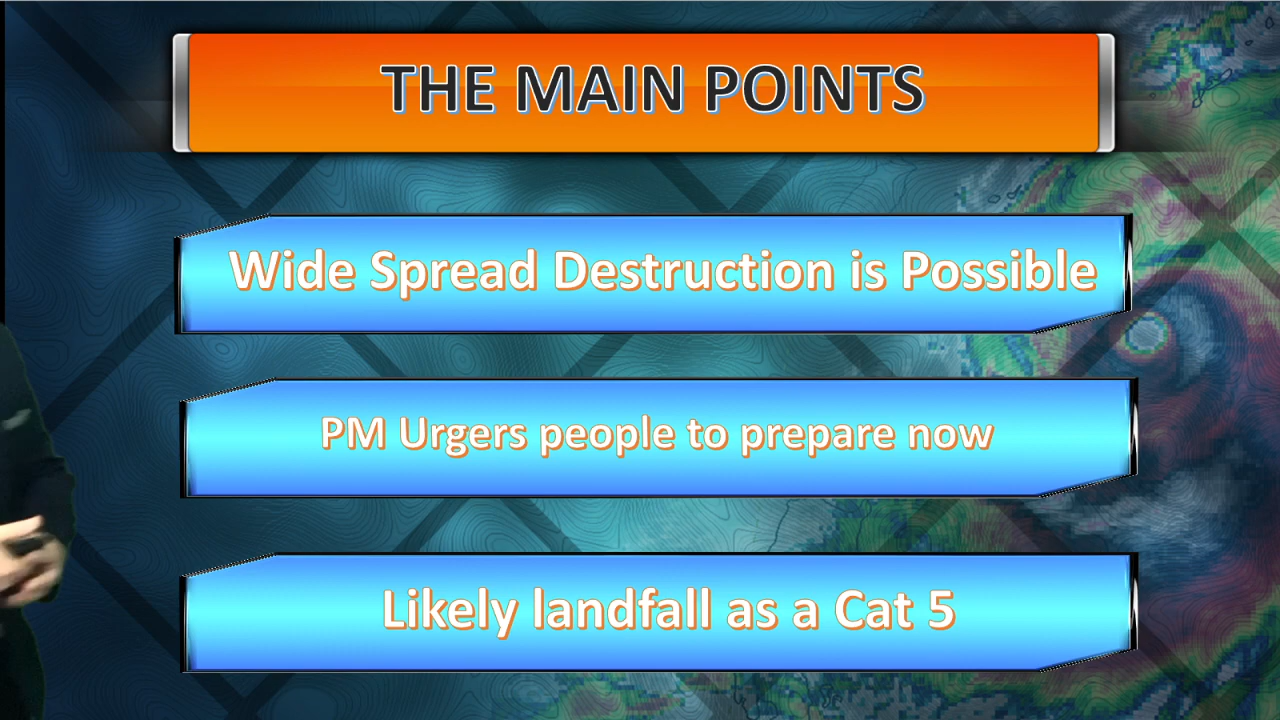 THE MAIN POINTS
Wide Spread Destruction is Possible
PM Urgers people to prepare now
Likely landfall as a Cat 5